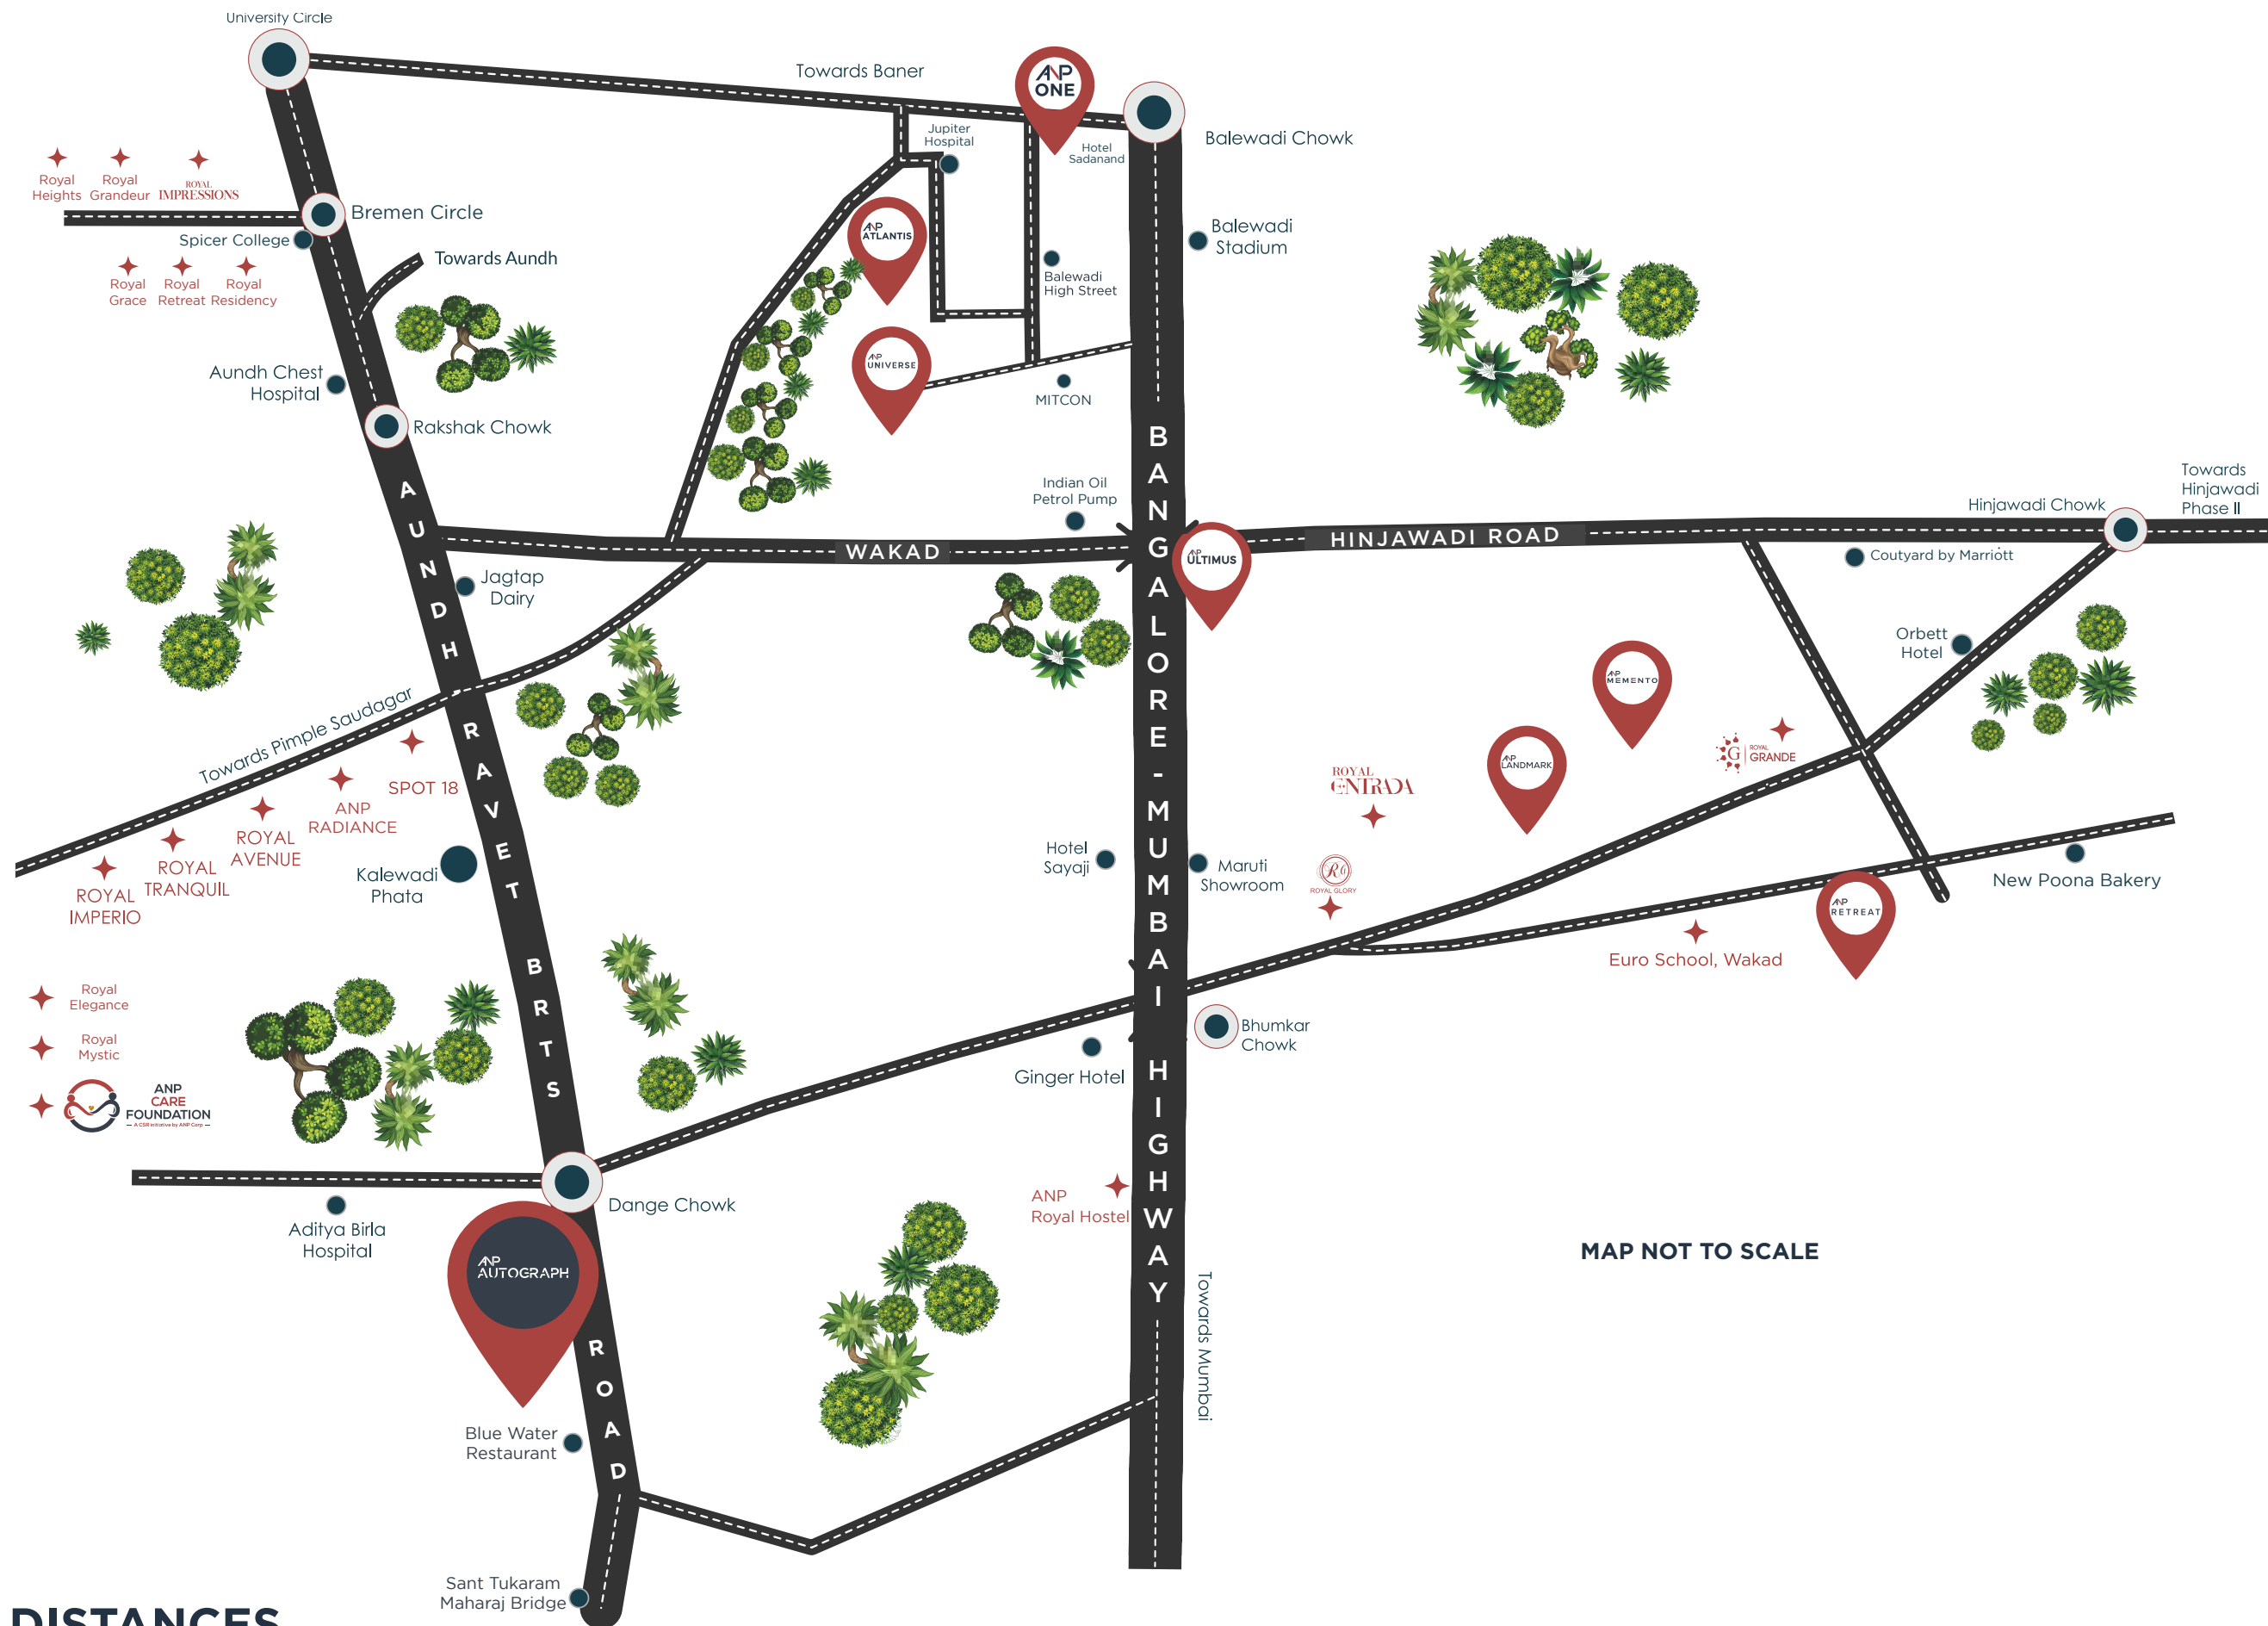 University Circle
Towards Baner
ANP
ONE
Balewadi Chowk
Jupiter
Hospital
Hotel
Sadanand
Royal
Heights
Royal
Grandeur
ROYAL
IMPRESSIONS
Bremen Circle
Spicer College
Towards Aundh
Royal
Grace
Royal
Retreat
Royal
Residency
ANP
ATLANTIS
Balewadi
Stadium
Balewadi
High Street
Aundh Chest
Hospital
ANP
UNIVERSE
MITCON
Rakshak Chowk
Indian Oil
Petrol Pump
Towards
Hinjawadi
Phase II
Hinjawadi Chowk
WAKAD
HINJAWADI ROAD
ANP
ULTIMUS
Coutyard by Marriott
Jagtap
Dairy
AUNDH RAVET BRTS ROAD
BANGALORE-MUMBAI HIGHWAY
Orbett
Hotel
Towards Pimple Saudagar
ANP
MEMENTO
ANP
LANDMARK
G
ROYAL
GRANDE
ROYAL
ENTRADA
SPOT 18
ANP
RADIANCE
ROYAL
AVENUE
ROYAL
TRANQUIL
ROYAL
IMPERIO
Kalewadi
Phata
Hotel
Sayaji
Maruti
Showroom
RG
ROYAL GLORY
New Poona Bakery
ANP
RETREAT
Euro School, Wakad
Royal
Elegance
Royal
Mystic
ANP
CARE
FOUNDATION
A CSR Initiative by ANP Corp
Bhumkar
Chowk
Ginger Hotel
ANP
Royal Hostel
Dange Chowk
Aditya Birla
Hospital
ANP
AUTOGRAPH
MAP NOT TO SCALE
Towards Mumbai
Blue Water
Restaurant
Sant Tukaram
Maharaj Bridge
DISTANCES